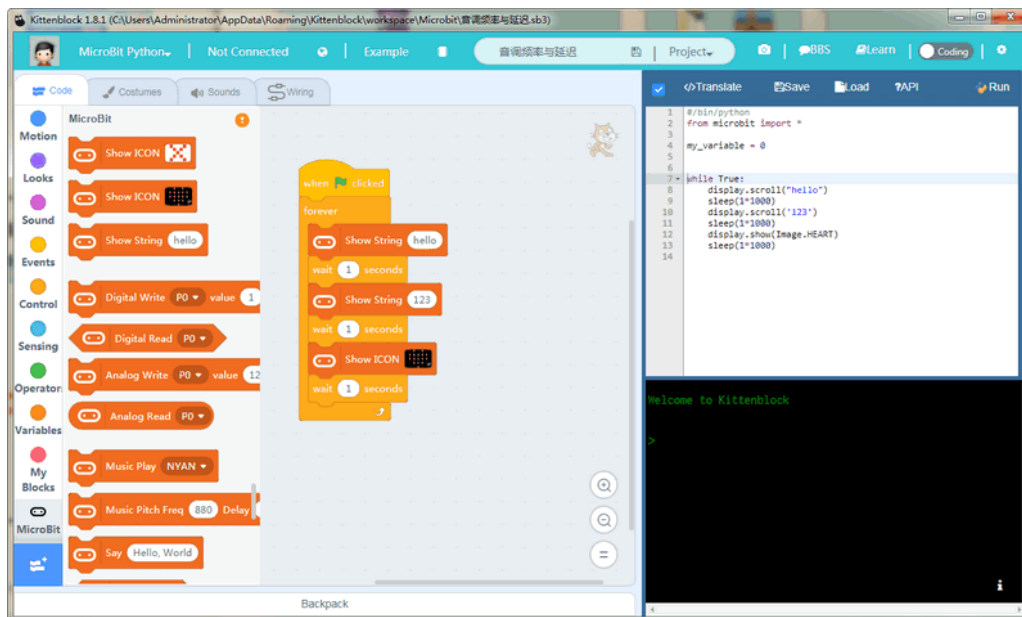 Kittenblock 1.8.1 (C:\Users\Administrator\AppData\Roaming\Kittenblock\workspace\Microbit\音调频率与延迟.sb3)
MicroBit Python Not Connected Example 音调频率与延迟 Project BBS Learn Coding
Code Costumes Sounds Wiring
</>Translate Save Load ?API Run
Motion
Looks
Sound
Events
Control
Sensing
Operator
Variables
My
Blocks
MicroBit
MicroBit
Show ICON
Show ICON
Show String hello
Digital Write P0 value 1
Digital Read P0
Analog Write P0 value 12
Analog Read P0
Music Play NYAN
Music Pitch Freq 880 Delay
Say Hello, World
when clicked
forever
Show String hello
wait 1 seconds
Show String 123
wait 1 seconds
Show ICON
wait 1 seconds
Backpack
1 #/bin/python
2 from microbit import *
3
4 my_variable = 0
5
6
7 while True:
8 display.scroll("hello")
9 sleep(1*1000)
10 display.scroll('123')
11 sleep(1*1000)
12 display.show(Image.HEART)
13 sleep(1*1000)
14
Welcome to Kittenblock
>